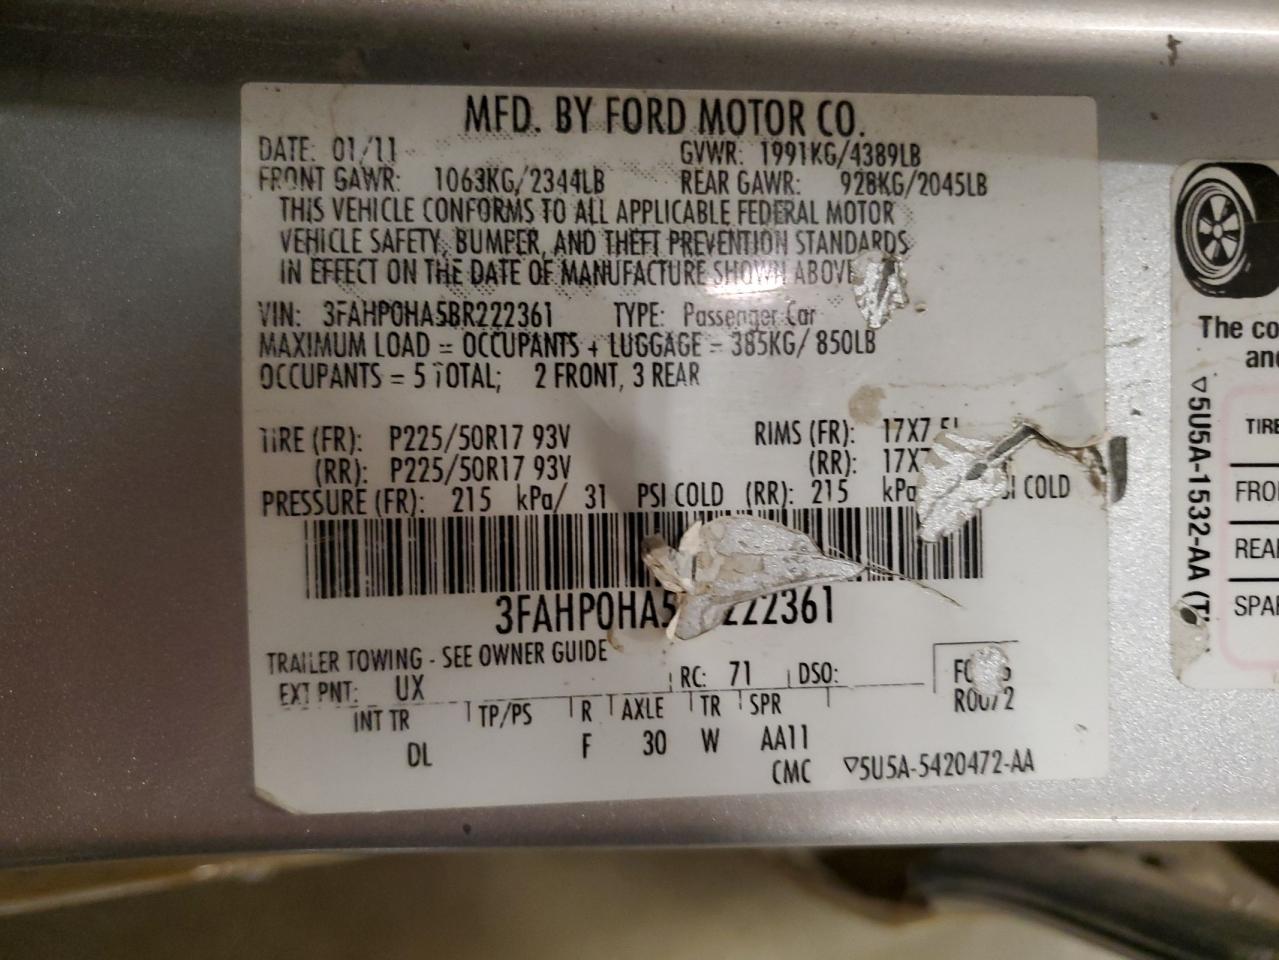 MFD. BY FORD MOTOR CO.
DATE: 01/11 GVWR: 1991KG/4389LB
FRONT GAWR: 1063KG/2344LB REAR GAWR: 928KG/2045LB
THIS VEHICLE CONFORMS TO ALL APPLICABLE FEDERAL MOTOR
VEHICLE SAFETY, BUMPER, AND THEFT PREVENTION STANDARDS
IN EFFECT ON THE DATE OF MANUFACTURE SHOWN ABOVE
VIN: 3FAHP0HA5BR222361 TYPE: Passenger Car
MAXIMUM LOAD = OCCUPANTS + LUGGAGE = 385KG/ 850LB
OCCUPANTS = 5 TOTAL; 2 FRONT, 3 REAR
TIRE (FR): P225/50R17 93V RIMS (FR): 17X7.5
(RR): P225/50R17 93V (RR): 17X7
PRESSURE (FR): 215 kPa/ 31 PSI COLD (RR): 215 kPa COLD
3FAHP0HA5 222361
TRAILER TOWING - SEE OWNER GUIDE
EXT PNT: UX RC: 71 DSO:
INT TR TP/PS R AXLE TR SPR
DL F 30 W AA11
R0072
CMC ▽5U5A-5420472-AA
The co
and
▽5U5A-1532-AA (T
TIRE
FRO
REAR
SPAR